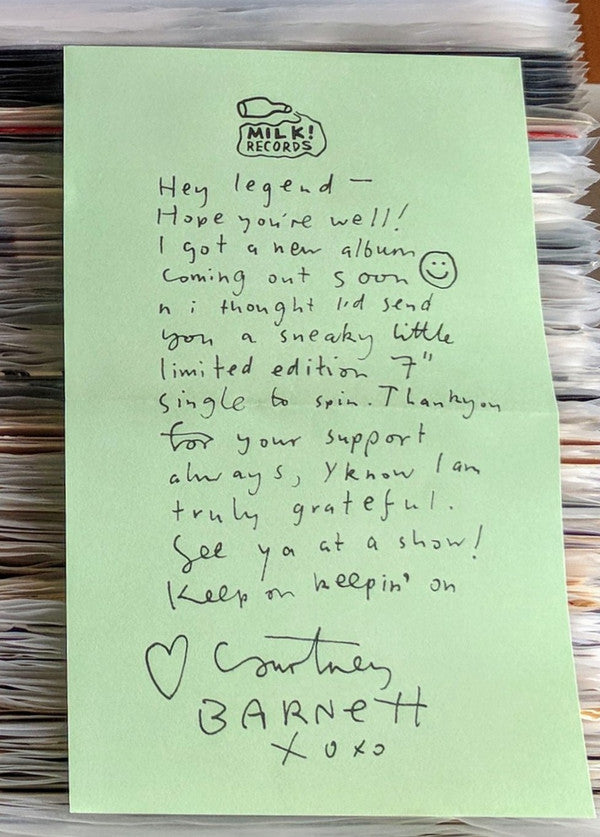 MILK!
RECORDS
Hey legend —
Hope you're well!
I got a new album
coming out soon
n i thought I'd send
you a sneaky little
limited edition 7"
single to spin. Thankyou
for your support
always, Yknow I am
truly grateful.
See ya at a show!
Keep on keepin' on
Courtney
BARNETT
XOXO